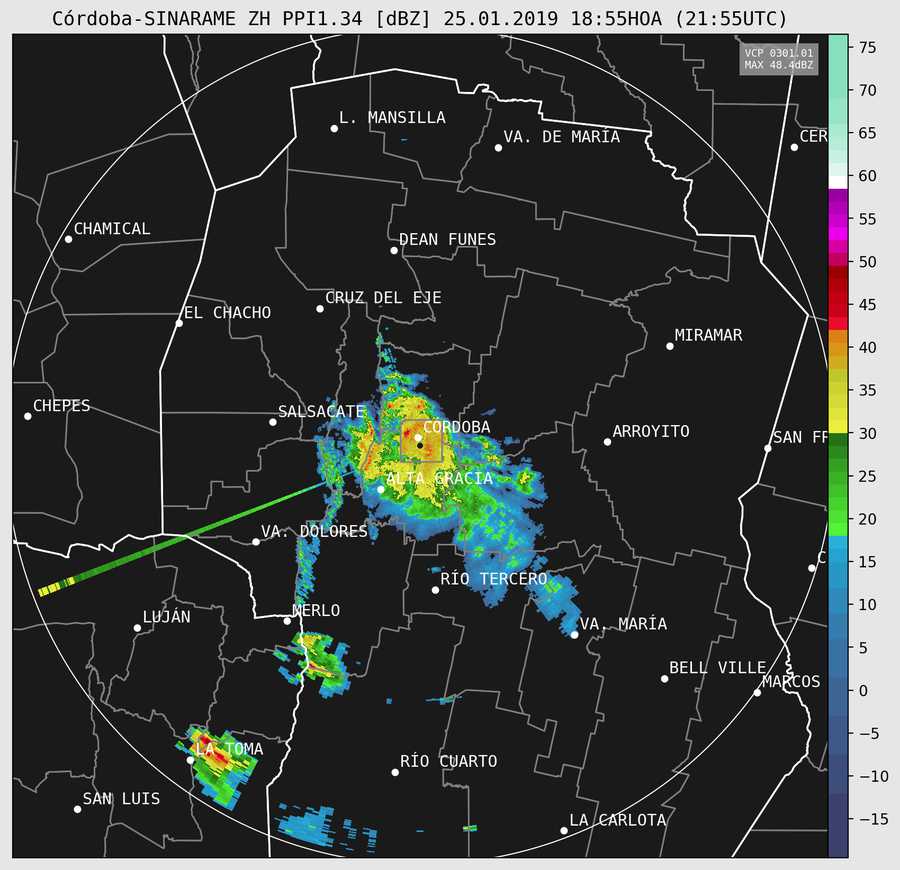 Córdoba-SINARAME ZH PPI1.34 [dBZ] 25.01.2019 18:55HOA (21:55UTC)
VCP 0301.01
MAX 48.4dBZ
L. MANSILLA
VA. DE MARÍA
CER
CHAMICAL
DEAN FUNES
CRUZ DEL EJE
EL CHACHO
MIRAMAR
CHEPES
SALSACATE
CÓRDOBA
ARROYITO
SAN FR
ALTA GRACIA
VA. DOLORES
C
RÍO TERCERO
LUJÁN
MERLO
VA. MARÍA
BELL VILLE
MARCOS
LA TOMA
RÍO CUARTO
SAN LUIS
LA CARLOTA
75
70
65
60
55
50
45
40
35
30
25
20
15
10
5
0
−5
−10
−15